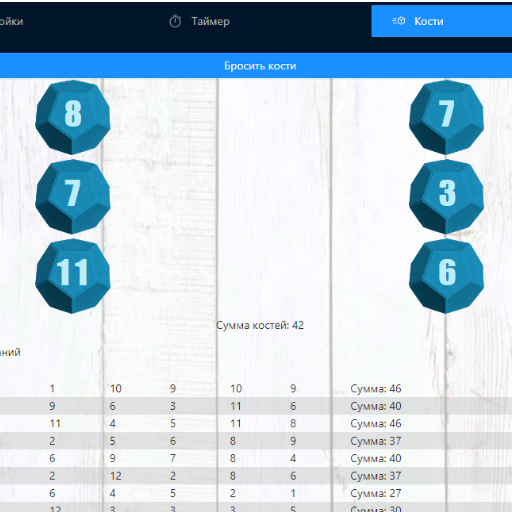 ойки Таймер Кости
Бросить кости
8 7
7 3
11 6
Сумма костей: 42
аний
1 10 9 10 9 Сумма: 46
9 6 3 11 6 Сумма: 40
11 4 5 11 8 Сумма: 46
2 5 6 8 9 Сумма: 37
6 9 7 8 4 Сумма: 40
2 12 2 8 6 Сумма: 37
6 4 5 2 1 Сумма: 27
12 3 3 3 5 Сумма: 30